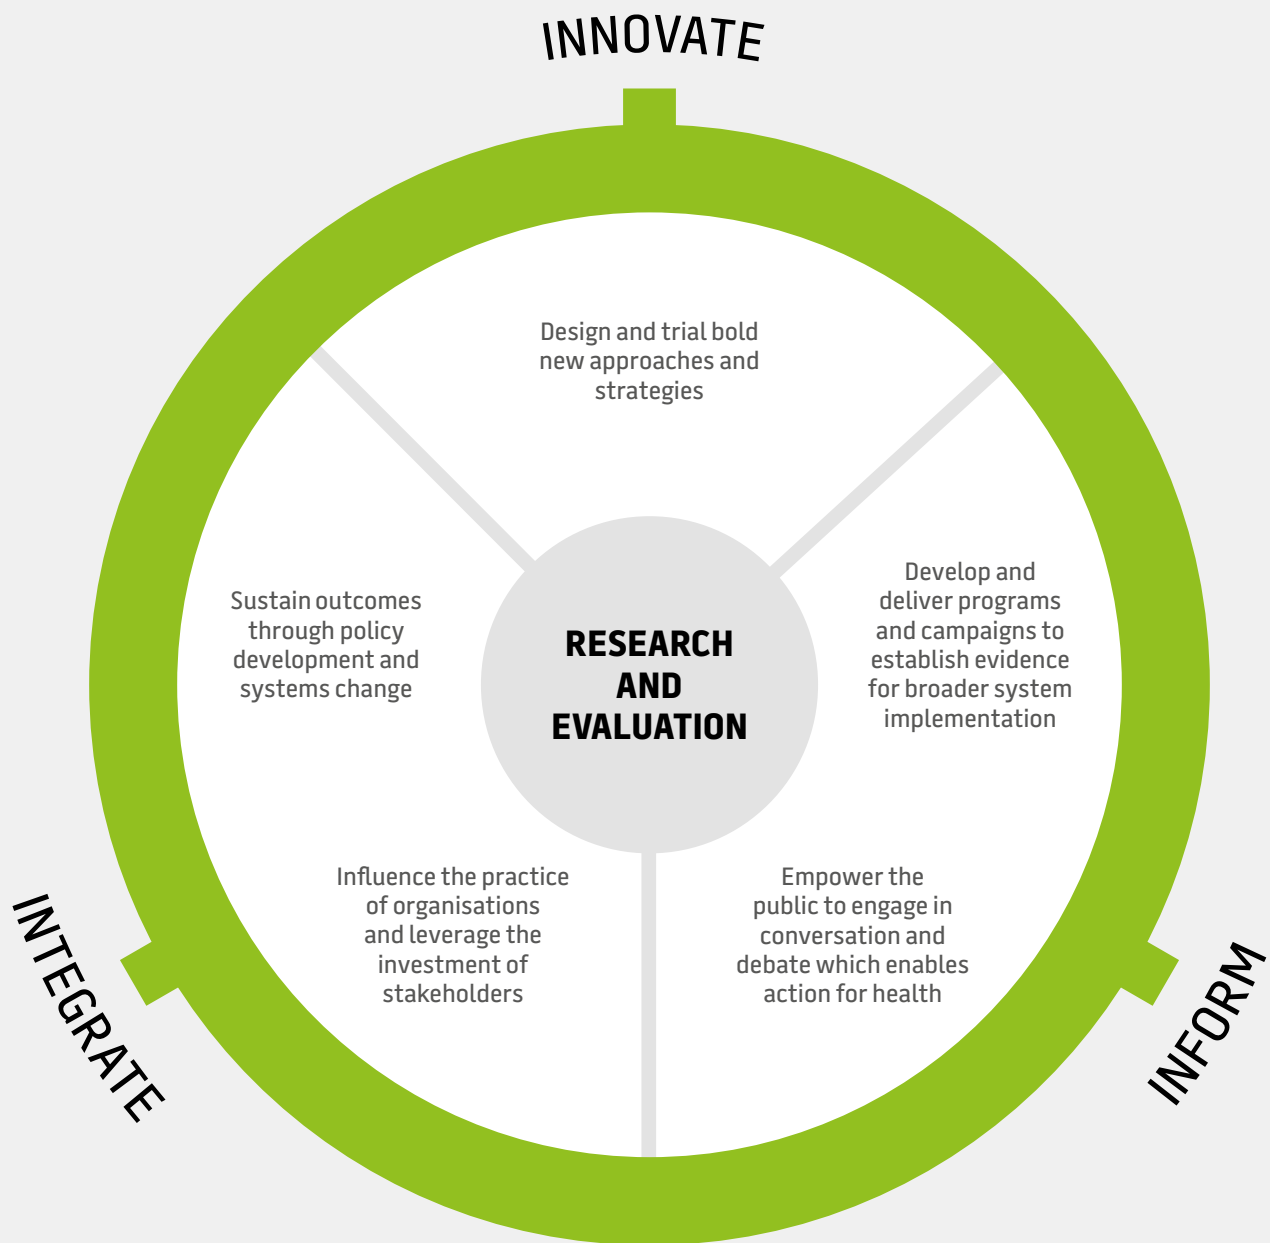 INNOVATE
Design and trial bold
new approaches and
strategies
Develop and
deliver programs
and campaigns to
establish evidence
for broader system
implementation
Sustain outcomes
through policy
development and
systems change
RESEARCH
AND
EVALUATION
Influence the practice
of organisations
and leverage the
investment of
stakeholders
Empower the
public to engage in
conversation and
debate which enables
action for health
INTEGRATE
INFORM